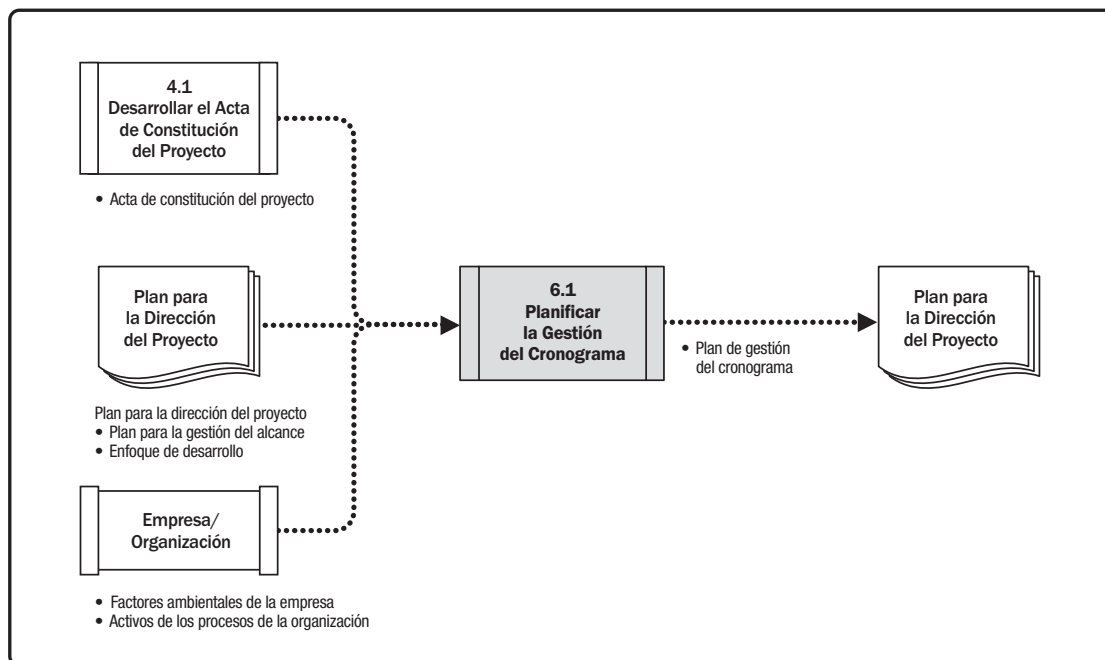 4.1
Desarrollar el Acta
de Constitución
del Proyecto
• Acta de constitución del proyecto
Plan para
la Dirección
del Proyecto
Plan para la dirección del proyecto
• Plan para la gestión del alcance
• Enfoque de desarrollo
Empresa/
Organización
• Factores ambientales de la empresa
• Activos de los procesos de la organización
6.1
Planificar
la Gestión
del Cronograma
• Plan de gestión
del cronograma
Plan para
la Dirección
del Proyecto